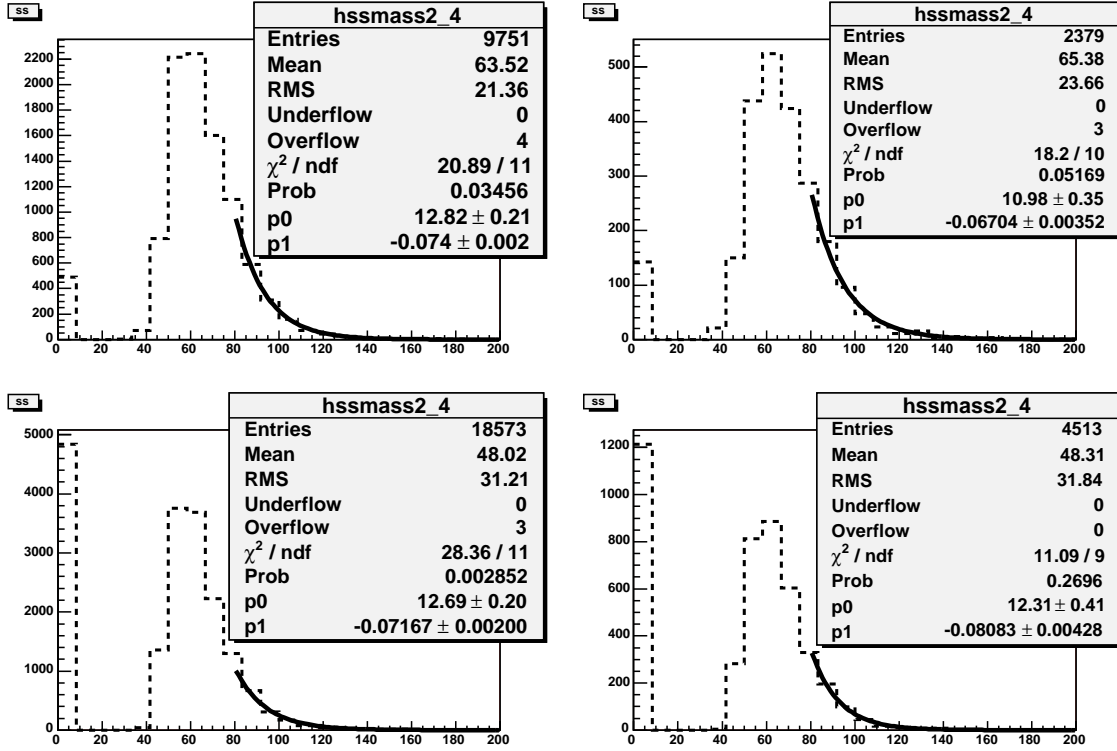 ss
hssmass2_4
Entries 9751
Mean 63.52
RMS 21.36
Underflow 0
Overflow 4
χ² / ndf 20.89 / 11
Prob 0.03456
p0 12.82 ± 0.21
p1 -0.074 ± 0.002
2200
2000
1800
1600
1400
1200
1000
800
600
400
200
0
0 20 40 60 80 100 120 140 160 180 200
ss
hssmass2_4
Entries 2379
Mean 65.38
RMS 23.66
Underflow 0
Overflow 3
χ² / ndf 18.2 / 10
Prob 0.05169
p0 10.98 ± 0.35
p1 -0.06704 ± 0.00352
500
400
300
200
100
0
0 20 40 60 80 100 120 140 160 180 200
ss
hssmass2_4
Entries 18573
Mean 48.02
RMS 31.21
Underflow 0
Overflow 3
χ² / ndf 28.36 / 11
Prob 0.002852
p0 12.69 ± 0.20
p1 -0.07167 ± 0.00200
5000
4000
3000
2000
1000
0
0 20 40 60 80 100 120 140 160 180 200
ss
hssmass2_4
Entries 4513
Mean 48.31
RMS 31.84
Underflow 0
Overflow 0
χ² / ndf 11.09 / 9
Prob 0.2696
p0 12.31 ± 0.41
p1 -0.08083 ± 0.00428
1200
1000
800
600
400
200
0
0 20 40 60 80 100 120 140 160 180 200